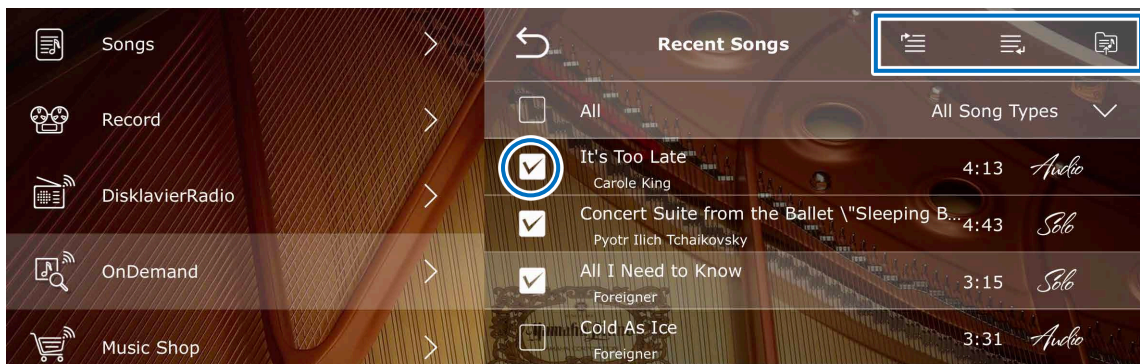 Songs
Record
DisklavierRadio
OnDemand
Music Shop
Recent Songs
All
All Song Types
It's Too Late
4:13
Audio
Carole King
Concert Suite from the Ballet \"Sleeping B...
4:43
Solo
Pyotr Ilich Tchaikovsky
All I Need to Know
3:15
Solo
Foreigner
Cold As Ice
3:31
Audio
Foreigner